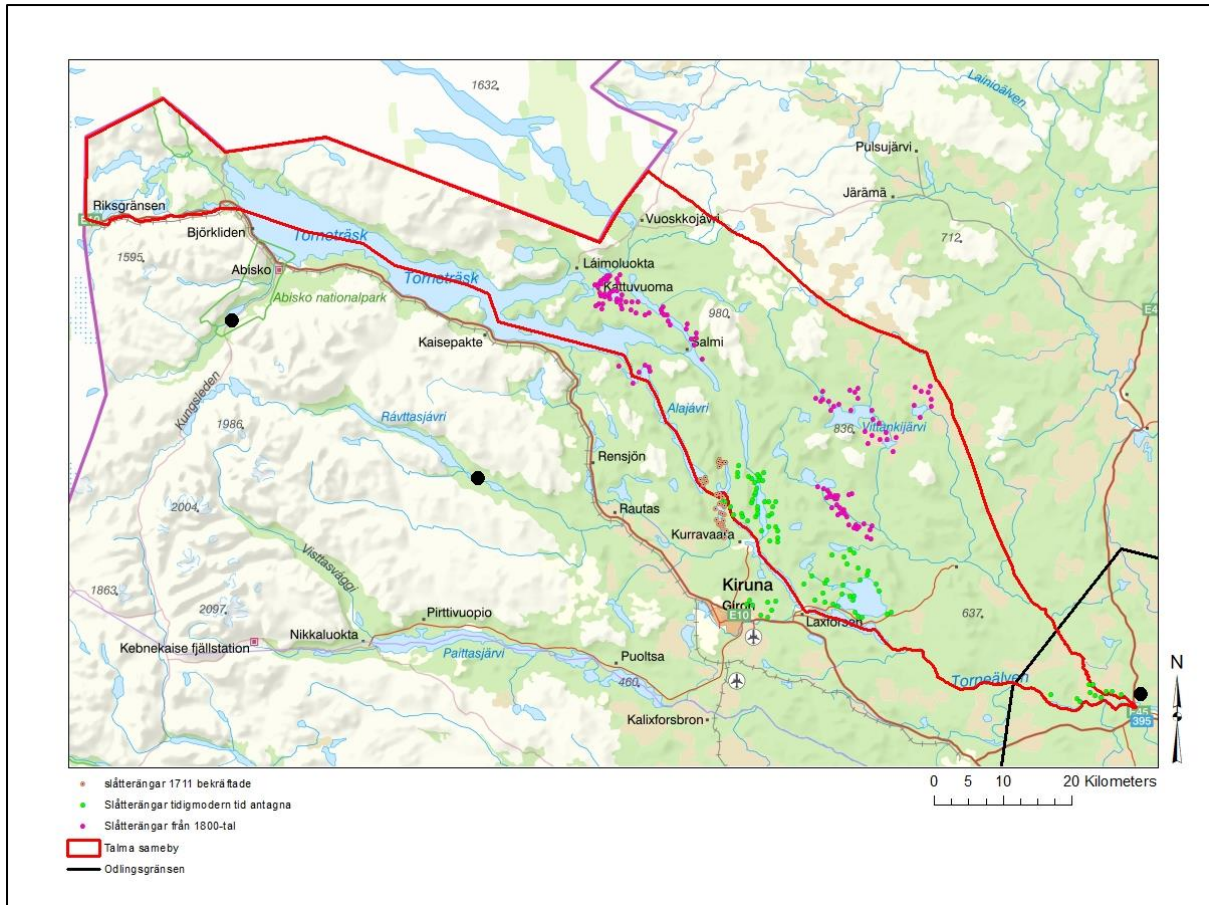 1632
Lainioälven
Pulsujärvi
Järämä
Riksgränsen
Vuoskkojávri
Björkliden
Torneträsk
712
1595
Láimoluokta
Abisko
Torneträsk
Kattuvuoma
Abisko nationalpark
980
Kaisepakte
Salmi
Kungsleden
Alajávri
Rávttasjávri
1986
836
Vittankijärvi
Rensjön
2004
Rautas
Kurravaara
Visttasvággi
Kiruna
1863
Giron
2097
Pirttivuopio
E10
637
Laxforsen
Nikkaluokta
Kebnekaise fjällstation
Paittasjärvi
Puoltsa
N
460
Torneälven
Kalixforsbron
E45
395
slåtterängar 1711 bekräftade
0 5 10 20 Kilometers
Slåtterängar tidigmodern tid antagna
Slåtterängar från 1800-tal
Talma sameby
Odlingsgränsen